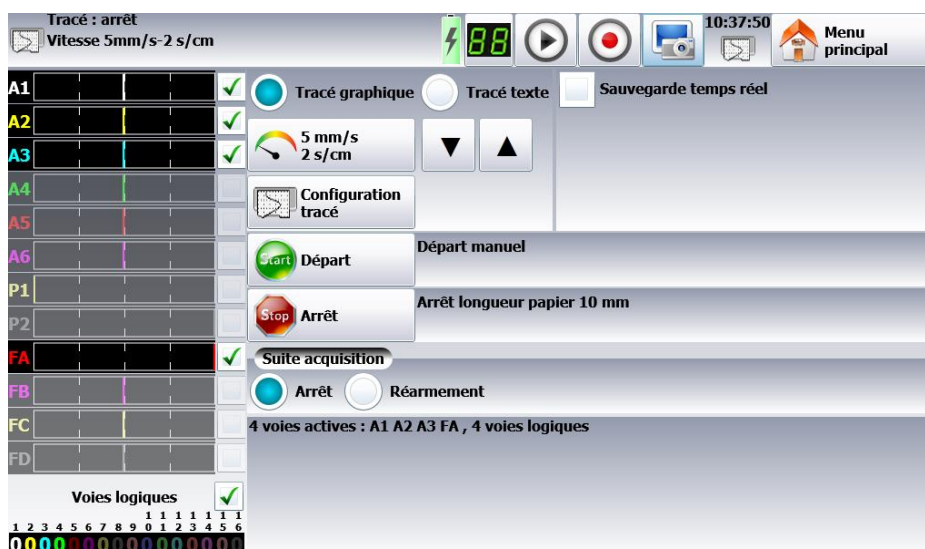 Tracé : arrêt
Vitesse 5mm/s-2 s/cm
88
10:37:50
Menu
principal
A1
A2
A3
A4
A5
A6
P1
P2
FA
FB
FC
FD
Tracé graphique
Tracé texte
Sauvegarde temps réel
5 mm/s
2 s/cm
▼
▲
Configuration
tracé
Start Départ
Départ manuel
Stop Arrêt
Arrêt longueur papier 10 mm
Suite acquisition
Arrêt
Réarmement
4 voies actives : A1 A2 A3 FA , 4 voies logiques
Voies logiques
1 1 1 1 1 1 1
1 2 3 4 5 6 7 8 9 0 1 2 3 4 5 6
0 0 0 0 0 0 0 0 0 0 0 0 0 0 0 0